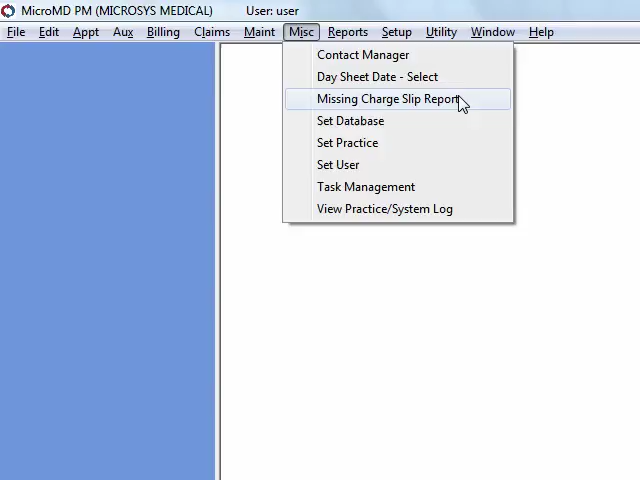 MicroMD PM (MICROSYS MEDICAL) User: user
File Edit Appt Aux Billing Claims Maint Misc Reports Setup Utility Window Help
Contact Manager
Day Sheet Date - Select
Missing Charge Slip Report
Set Database
Set Practice
Set User
Task Management
View Practice/System Log